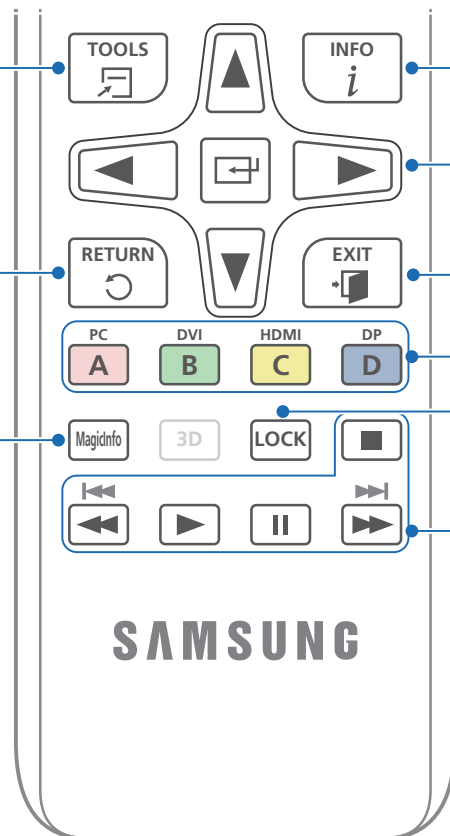 TOOLS
INFO
i
RETURN
EXIT
PC DVI HDMI DP
A B C D
MagicInfo 3D LOCK
SAMSUNG